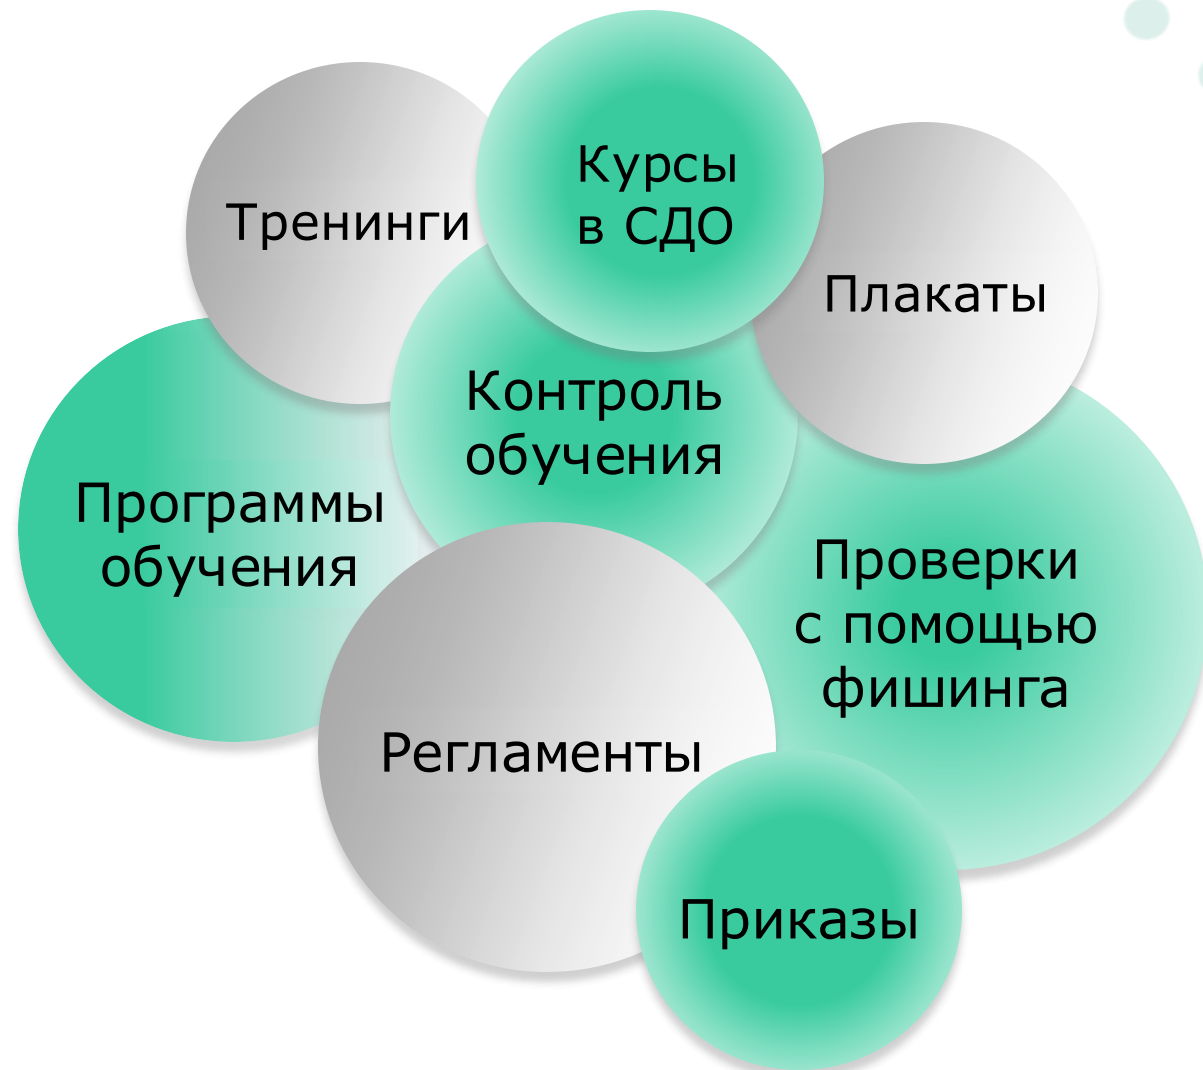 Курсы
в СДО
Тренинги
Плакаты
Контроль
обучения
Программы
обучения
Проверки
с помощью
фишинга
Регламенты
Приказы